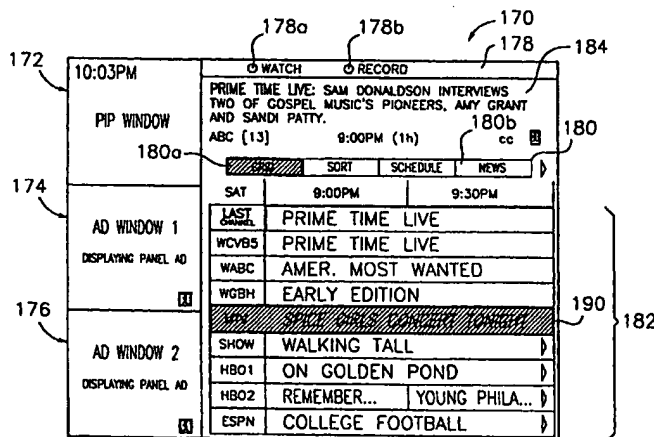 178a
178b
170
172
178
184
10:03PM
WATCH
RECORD
PIP WINDOW
PRIME TIME LIVE: SAM DONALDSON INTERVIEWS
TWO OF GOSPEL MUSIC'S PIONEERS, AMY GRANT
AND SANDI PATTY.
ABC [13] 9:00PM (1h) cc
180b
180a
180
GRID SORT SCHEDULE NEWS
174
SAT 9:00PM 9:30PM
AD WINDOW 1
DISPLAYING PANEL AD
LAST CHANNEL PRIME TIME LIVE
WCVB5 PRIME TIME LIVE
WABC AMER. MOST WANTED
WGBH EARLY EDITION
MTV SPICE GIRLS CONCERT TONIGHT
190
182
176
AD WINDOW 2
DISPLAYING PANEL AD
SHOW WALKING TALL
HBO1 ON GOLDEN POND
HBO2 REMEMBER... YOUNG PHILA...
ESPN COLLEGE FOOTBALL